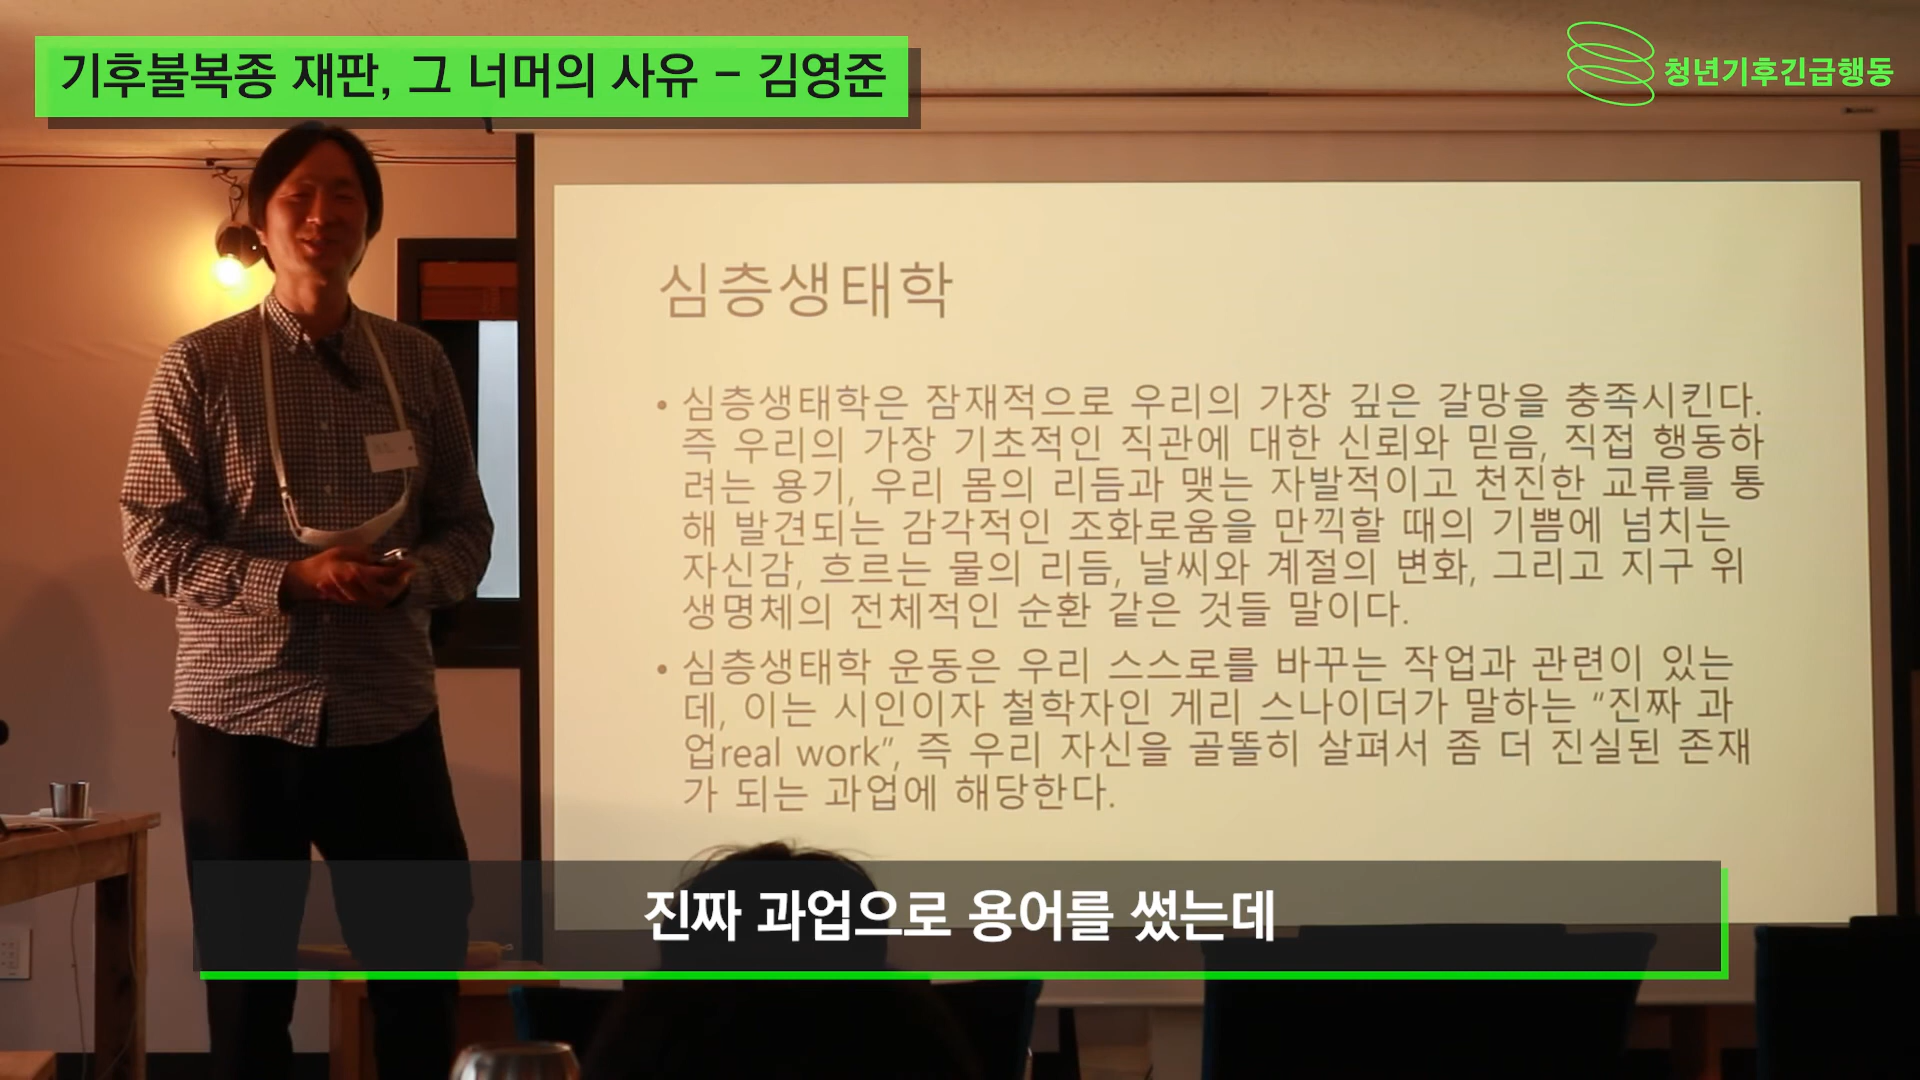 기후불복종 재판, 그 너머의 사유 - 김영준
청년기후긴급행동
심층생태학
• 심층생태학은 잠재적으로 우리의 가장 깊은 갈망을 충족시킨다.
즉 우리의 가장 기초적인 직관에 대한 신뢰와 믿음, 직접 행동하
려는 용기, 우리 몸의 리듬과 맺는 자발적이고 천진한 교류를 통
해 발견되는 감각적인 조화로움을 만끽할 때의 기쁨에 넘치는
자신감, 흐르는 물의 리듬, 날씨와 계절의 변화, 그리고 지구 위
생명체의 전체적인 순환 같은 것들 말이다.
• 심층생태학 운동은 우리 스스로를 바꾸는 작업과 관련이 있는
데, 이는 시인이자 철학자인 게리 스나이더가 말하는 “진짜 과
업real work”, 즉 우리 자신을 골똘히 살펴서 좀 더 진실된 존재
가 되는 과업에 해당한다.
진짜 과업으로 용어를 썼는데